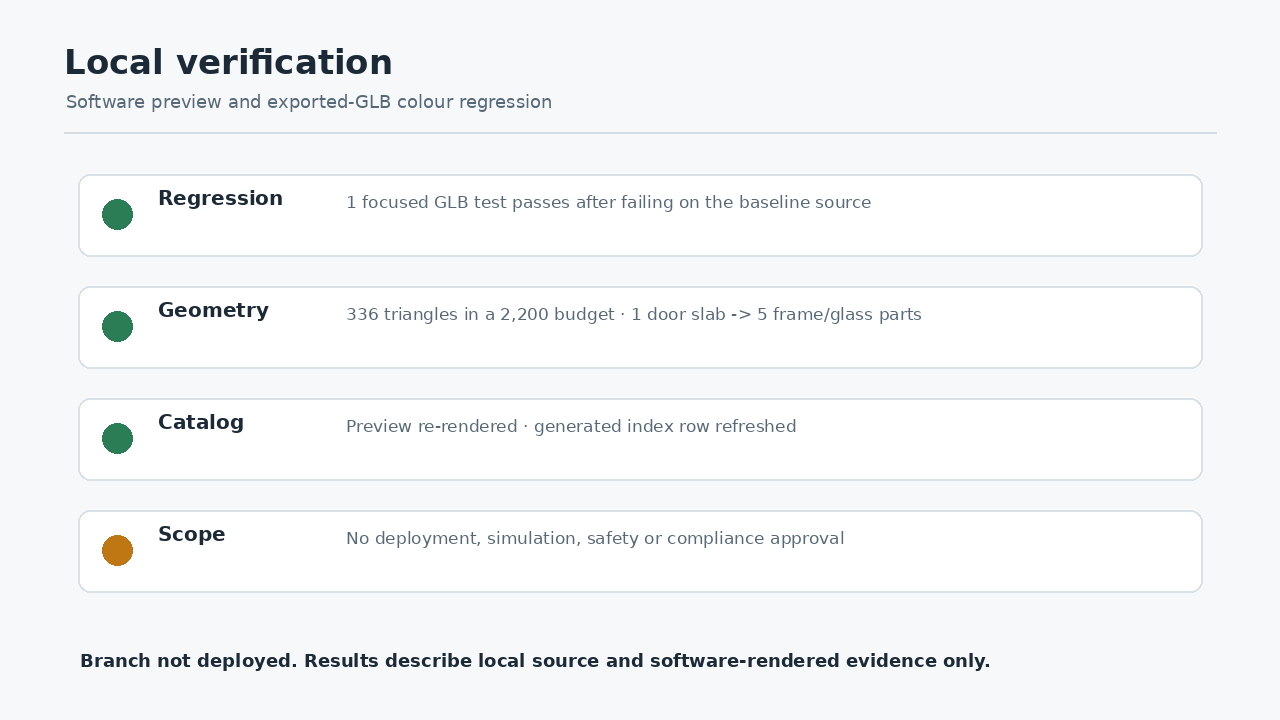 Local verification
Software preview and exported-GLB colour regression
Regression
1 focused GLB test passes after failing on the baseline source
Geometry
336 triangles in a 2,200 budget · 1 door slab -> 5 frame/glass parts
Catalog
Preview re-rendered · generated index row refreshed
Scope
No deployment, simulation, safety or compliance approval
Branch not deployed. Results describe local source and software-rendered evidence only.